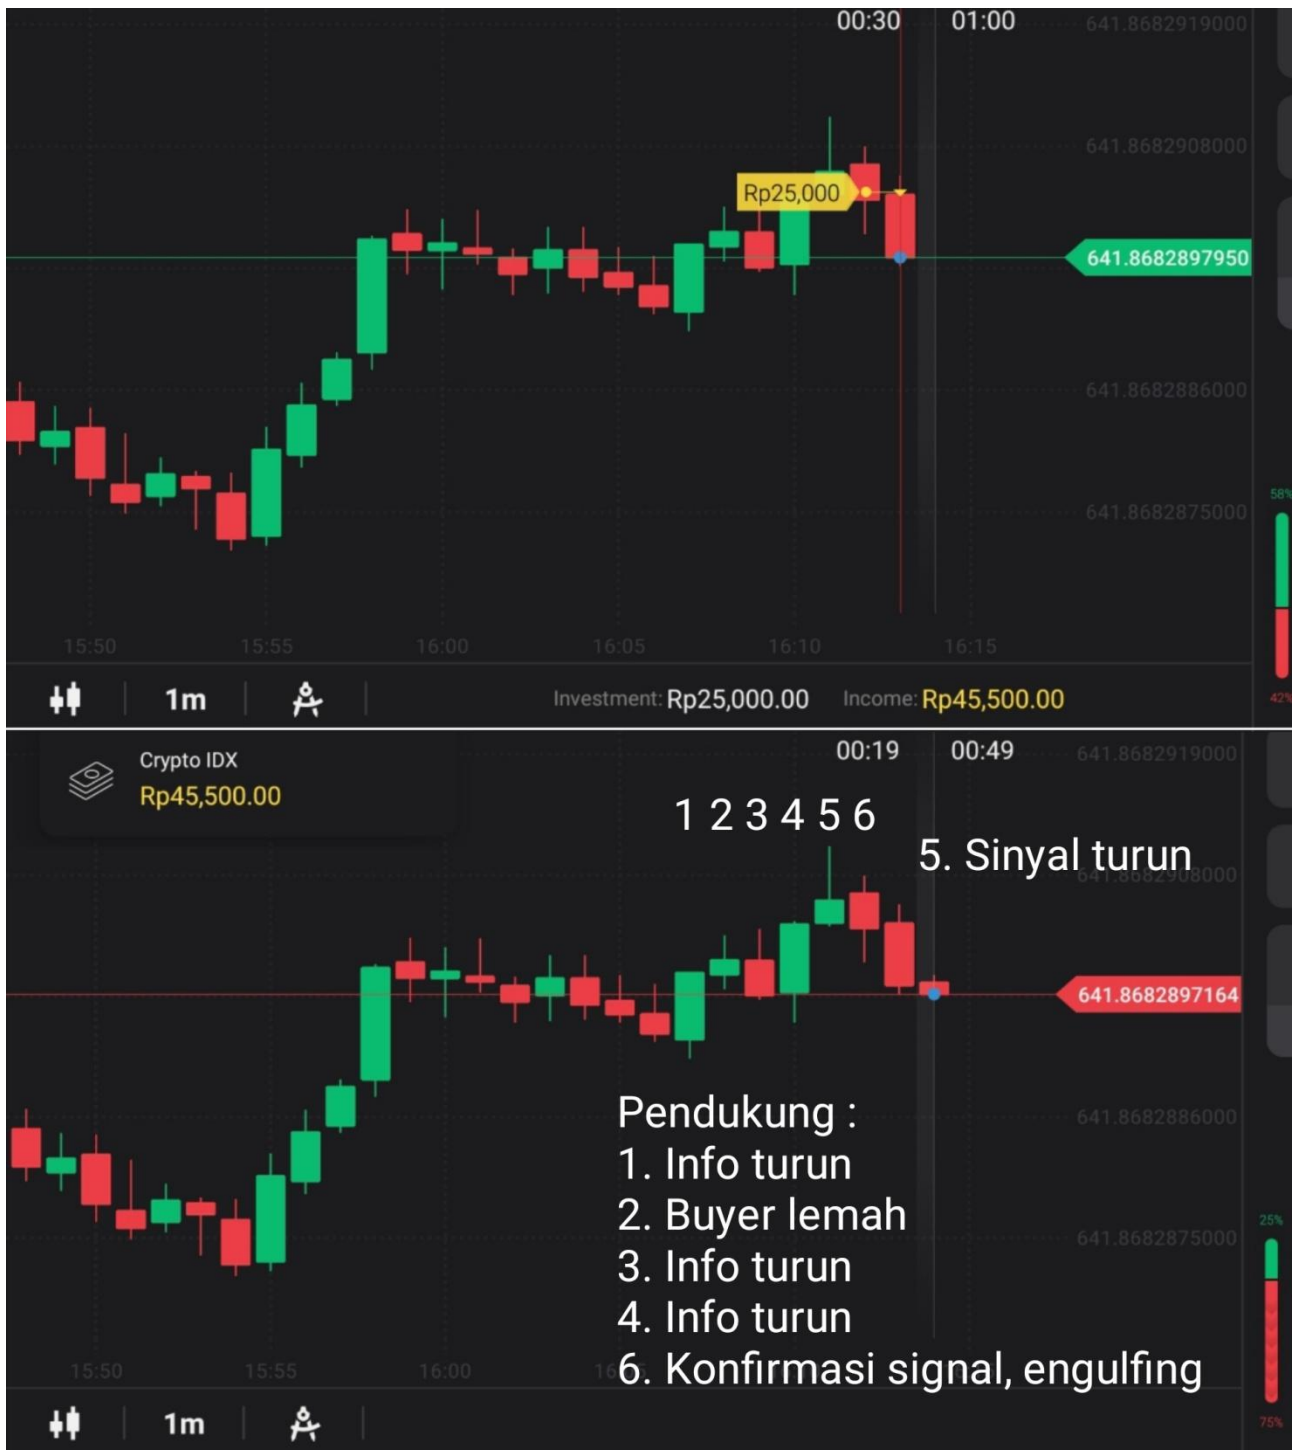 00:30 01:00
641.8682919000
641.8682908000
Rp25,000
641.8682897950
641.8682886000
641.8682875000
58%
15:50 15:55 16:00 16:05 16:10 16:15
42%
1m Investment: Rp25,000.00 Income: Rp45,500.00
Crypto IDX
Rp45,500.00
00:19 00:49
641.8682919000
1 2 3 4 5 6
5. Sinyal turun
641.8682908000
641.8682897164
Pendukung :
1. Info turun
2. Buyer lemah
3. Info turun
4. Info turun
6. Konfirmasi signal, engulfing
641.8682886000
641.8682875000
25%
15:50 15:55 16:00
75%
1m